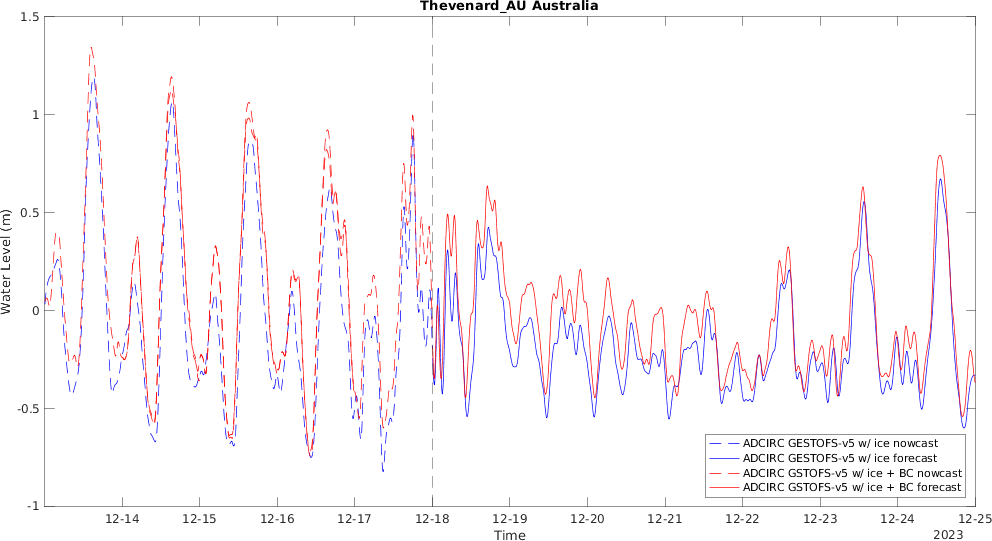 Thevenard_AU Australia
Water Level (m)
1.5
1
0.5
0
-0.5
-1
12-14
12-15
12-16
12-17
12-18
12-19
12-20
12-21
12-22
12-23
12-24
12-25
Time
2023
ADCIRC GESTOFS-v5 w/ ice nowcast
ADCIRC GESTOFS-v5 w/ ice forecast
ADCIRC GSTOFS-v5 w/ ice + BC nowcast
ADCIRC GSTOFS-v5 w/ ice + BC forecast